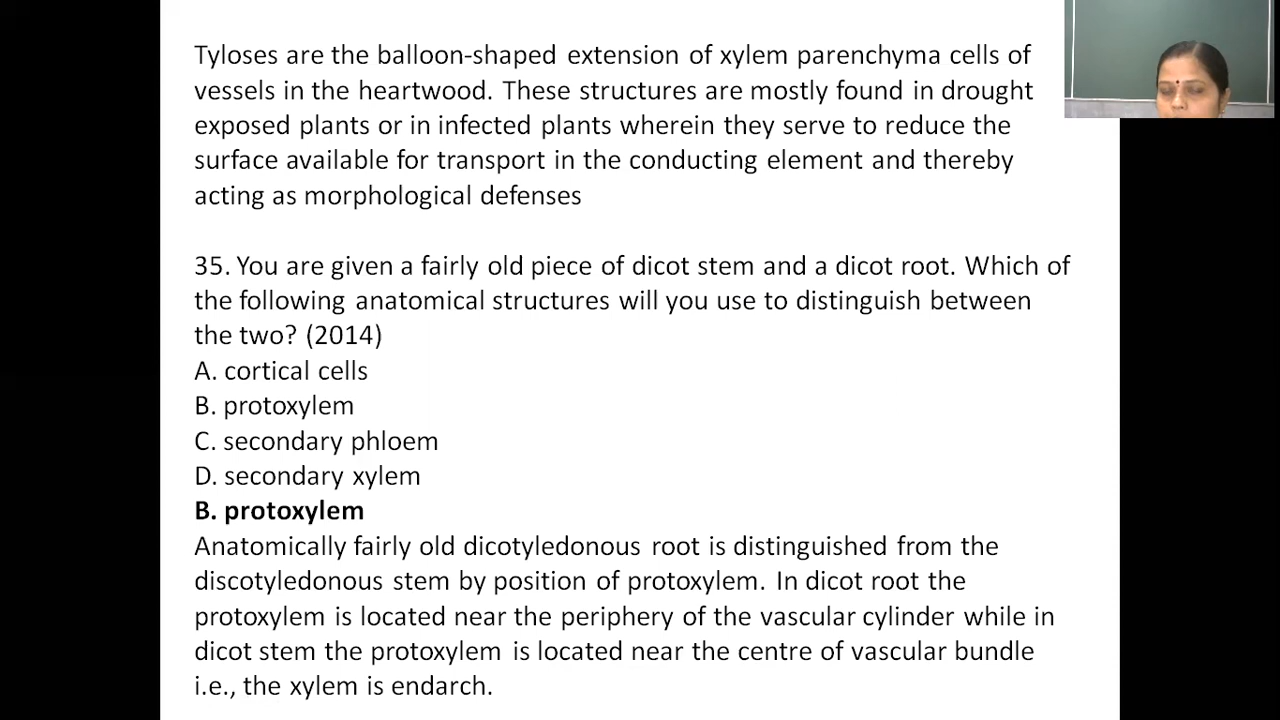 Tyloses are the balloon-shaped extension of xylem parenchyma cells of
vessels in the heartwood. These structures are mostly found in drought
exposed plants or in infected plants wherein they serve to reduce the
surface available for transport in the conducting element and thereby
acting as morphological defenses
35. You are given a fairly old piece of dicot stem and a dicot root. Which of
the following anatomical structures will you use to distinguish between
the two? (2014)
A. cortical cells
B. protoxylem
C. secondary phloem
D. secondary xylem
B. protoxylem
Anatomically fairly old dicotyledonous root is distinguished from the
discotyledonous stem by position of protoxylem. In dicot root the
protoxylem is located near the periphery of the vascular cylinder while in
dicot stem the protoxylem is located near the centre of vascular bundle
i.e., the xylem is endarch.